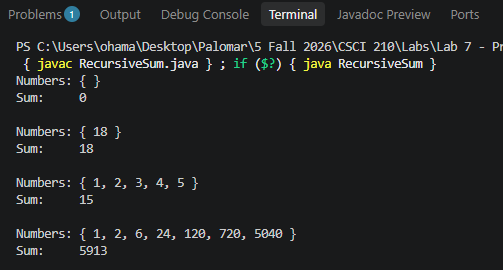 Problems 1 Output Debug Console Terminal Javadoc Preview Ports
PS C:\Users\ohama\Desktop\Palomar\5 Fall 2026\CSCI 210\Labs\Lab 7 - Pr
{ javac RecursiveSum.java } ; if ($?) { java RecursiveSum }
Numbers: { }
Sum: 0
Numbers: { 18 }
Sum: 18
Numbers: { 1, 2, 3, 4, 5 }
Sum: 15
Numbers: { 1, 2, 6, 24, 120, 720, 5040 }
Sum: 5913